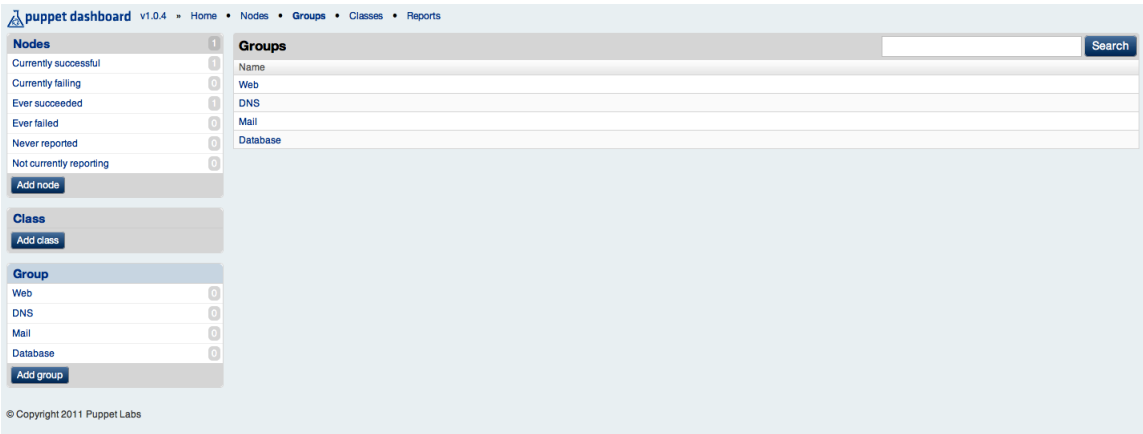 puppet dashboard v1.0.4 » Home • Nodes • Groups • Classes • Reports
Nodes 1
Currently successful 1
Currently failing 0
Ever succeeded 1
Ever failed 0
Never reported 0
Not currently reporting 0
Add node
Class
Add class
Group
Web 0
DNS 0
Mail 0
Database 0
Add group
Groups Search
Name
Web
DNS
Mail
Database
© Copyright 2011 Puppet Labs